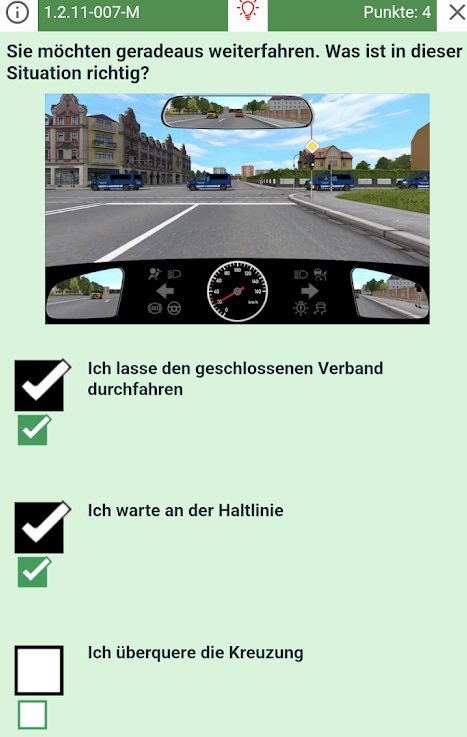 1.2.11-007-M
Punkte: 4
Sie möchten geradeaus weiterfahren. Was ist in dieser
Situation richtig?
Ich lasse den geschlossenen Verband
durchfahren
Ich warte an der Haltlinie
Ich überquere die Kreuzung